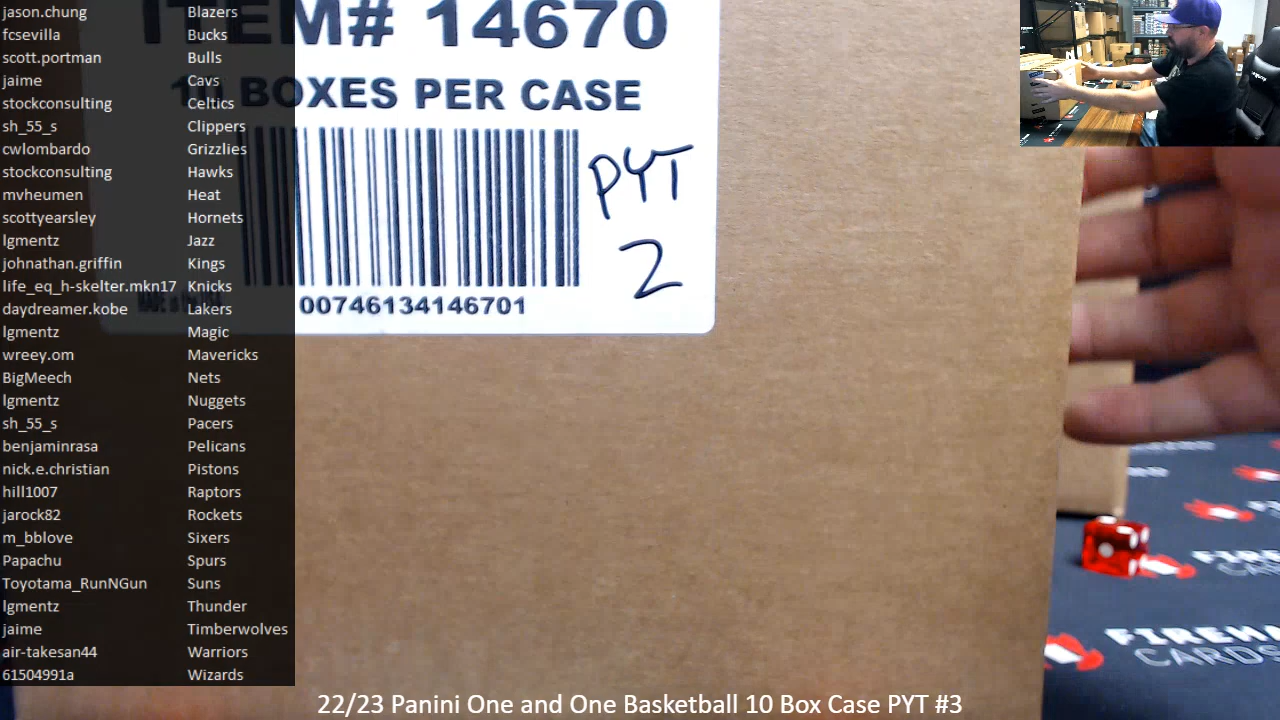 jason.chung Blazers
fcsevilla Bucks
scott.portman Bulls
jaime Cavs
stockconsulting Celtics
sh_55_s Clippers
cwlombardo Grizzlies
stockconsulting Hawks
mvheumen Heat
scottyearsley Hornets
lgmentz Jazz
johnathan.griffin Kings
life_eq_h-skelter.mkn17 Knicks
daydreamer.kobe Lakers
lgmentz Magic
wreey.om Mavericks
BigMeech Nets
lgmentz Nuggets
sh_55_s Pacers
benjaminrasa Pelicans
nick.e.christian Pistons
hill1007 Raptors
jarock82 Rockets
m_bblove Sixers
Papachu Spurs
Toyotama_RunNGun Suns
lgmentz Thunder
jaime Timberwolves
air-takesan44 Warriors
61504991a Wizards
ITEM# 14670
10 BOXES PER CASE
PYT
2
00746134146701
FIREHA
CARDS
22/23 Panini One and One Basketball 10 Box Case PYT #3